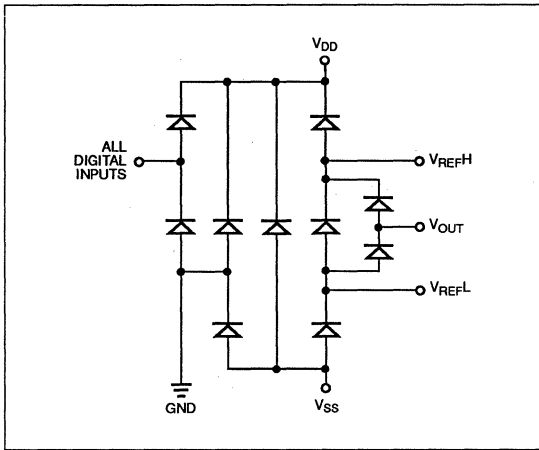 VDD
ALL
DIGITAL
INPUTS
VREFH
VOUT
VREFL
GND
VSS